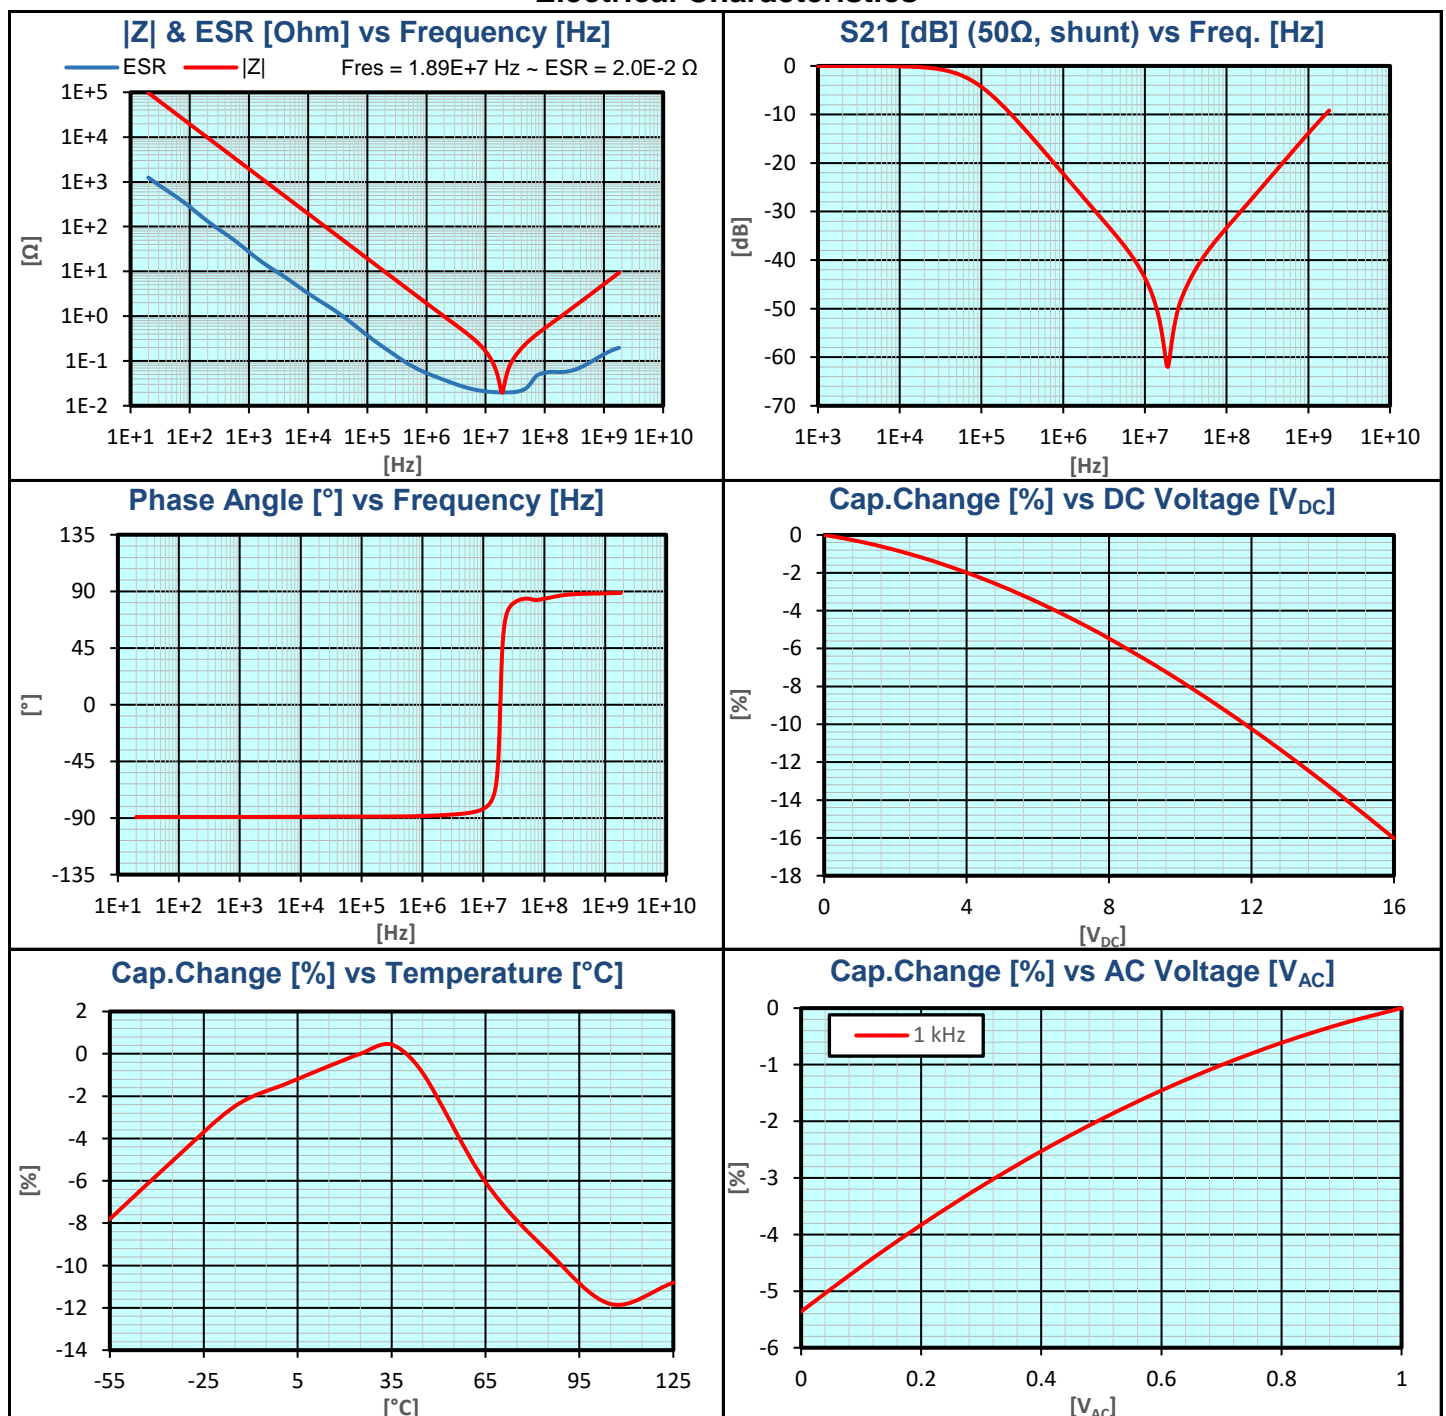 Electrical Characteristics
|Z| & ESR [Ohm] vs Frequency [Hz]
ESR |Z| Fres = 1.89E+7 Hz ~ ESR = 2.0E-2 Ω
1E+5
1E+4
1E+3
1E+2
1E+1
1E+0
1E-1
1E-2
[Ω]
1E+1 1E+2 1E+3 1E+4 1E+5 1E+6 1E+7 1E+8 1E+9 1E+10
[Hz]
S21 [dB] (50Ω, shunt) vs Freq. [Hz]
0
-10
-20
-30
-40
-50
-60
-70
[dB]
1E+3 1E+4 1E+5 1E+6 1E+7 1E+8 1E+9 1E+10
[Hz]
Phase Angle [°] vs Frequency [Hz]
135
90
45
0
-45
-90
-135
[°]
1E+1 1E+2 1E+3 1E+4 1E+5 1E+6 1E+7 1E+8 1E+9 1E+10
[Hz]
Cap.Change [%] vs DC Voltage [VDC]
0
-2
-4
-6
-8
-10
-12
-14
-16
-18
[%]
0 4 8 12 16
[VDC]
Cap.Change [%] vs Temperature [°C]
2
0
-2
-4
-6
-8
-10
-12
-14
[%]
-55 -25 5 35 65 95 125
[°C]
Cap.Change [%] vs AC Voltage [VAC]
1 kHz
0
-1
-2
-3
-4
-5
-6
[%]
0 0.2 0.4 0.6 0.8 1
[VAC]